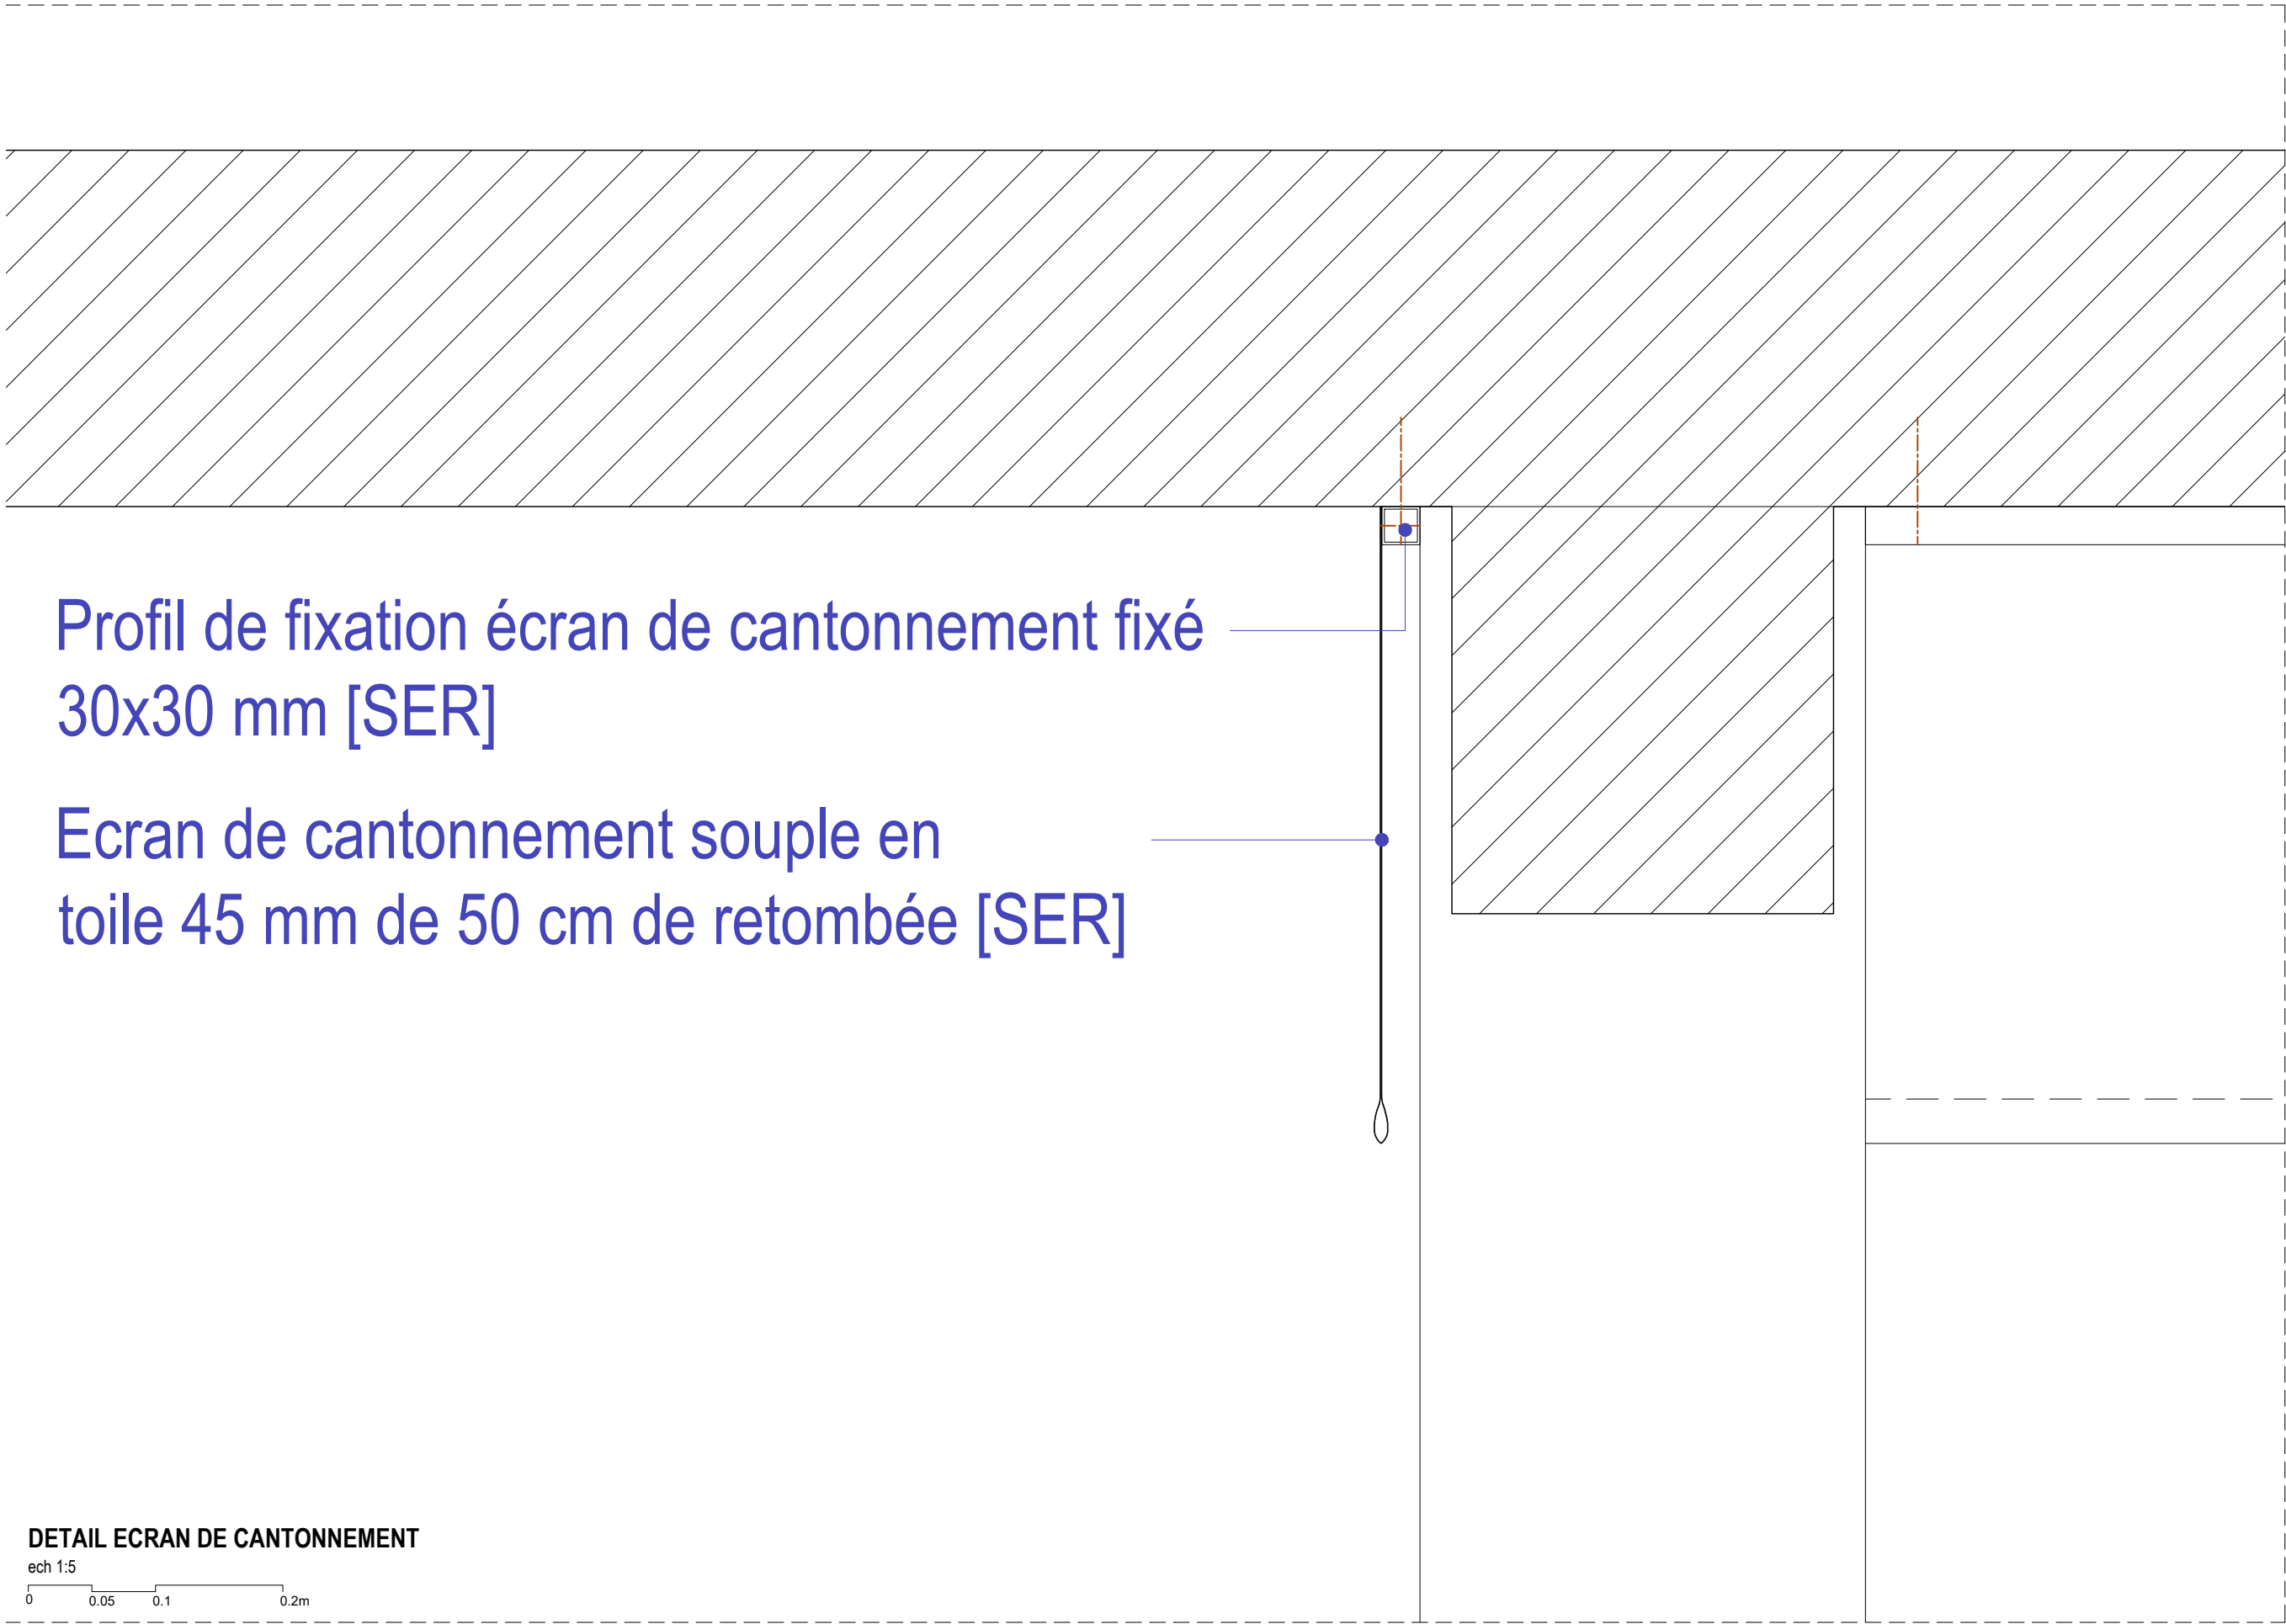 Profil de fixation écran de cantonnement fixé
30x30 mm [SER]
Ecran de cantonnement souple en
toile 45 mm de 50 cm de retombée [SER]
DETAIL ECRAN DE CANTONNEMENT
ech 1:5
0 0.05 0.1 0.2m